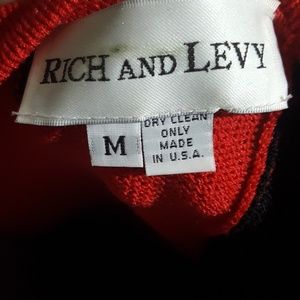 RICH AND LEVY
M
DRY CLEAN
ONLY
MADE
IN U.S.A.